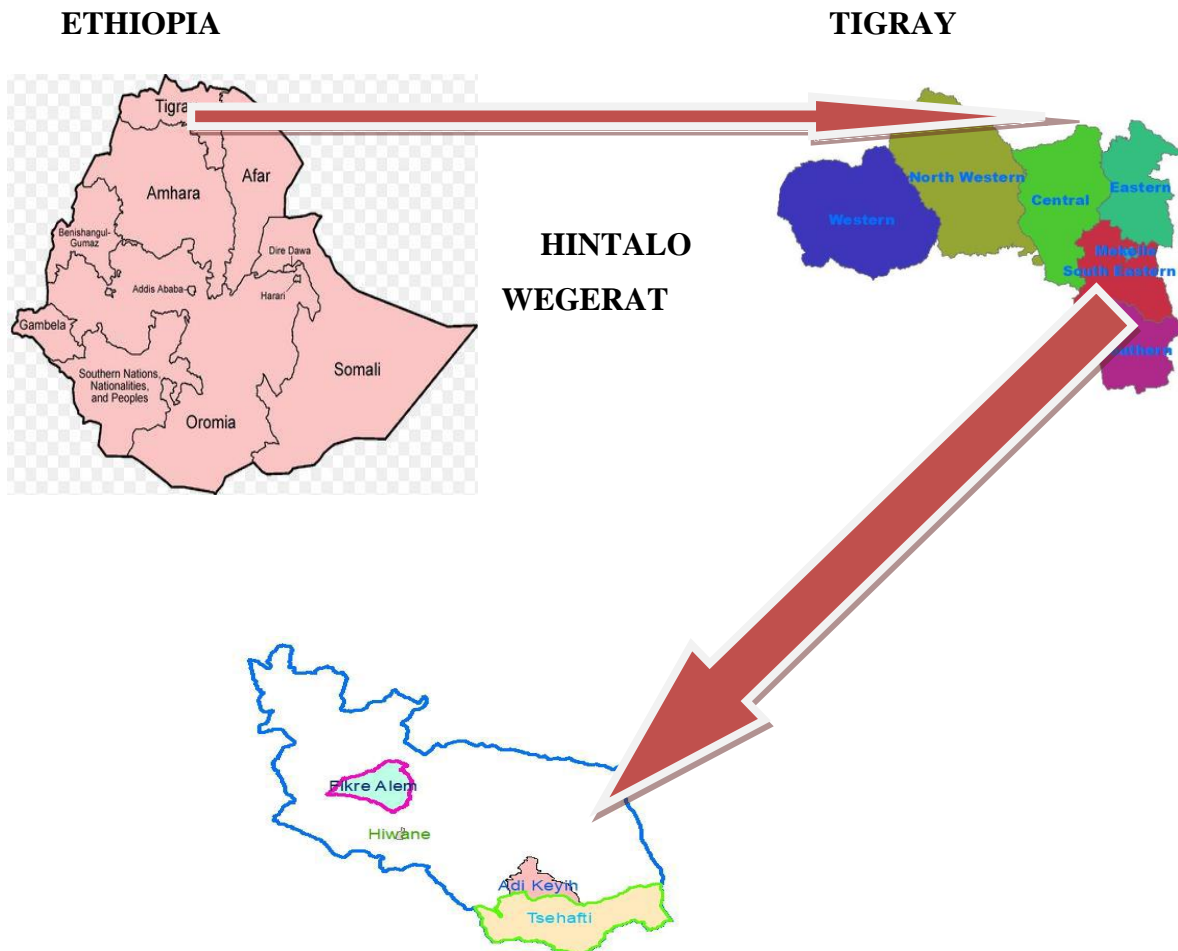 ETHIOPIA
TIGRAY
Tigra
Afar
Amhara
Benishangul-
Gumaz
Dire Dawa
Addis Ababa
Harari
Gambela
Somali
Southern Nations,
Nationalities,
and Peoples
Oromia
North Western
Eastern
Central
Western
Mekelle
South Eastern
HINTALO
WEGERAT
Fikre Alem
Hiwane
Adi Keyih
Tsehafti